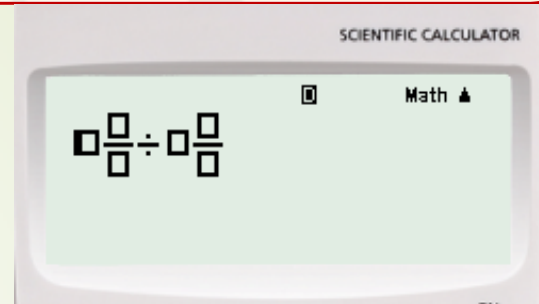 SCIENTIFIC CALCULATOR
D Math ▲
□ □/□ ÷ □ □/□